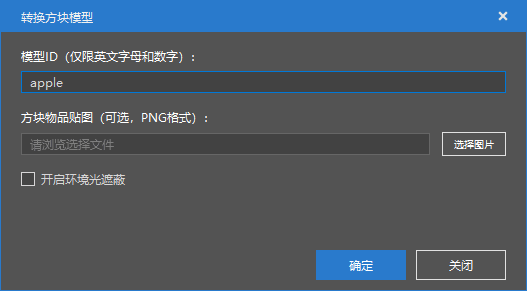 转换方块模型
模型ID（仅限英文字母和数字）：
apple
方块物品贴图（可选，PNG格式）：
请浏览选择文件
选择图片
开启环境光遮蔽
确定
关闭